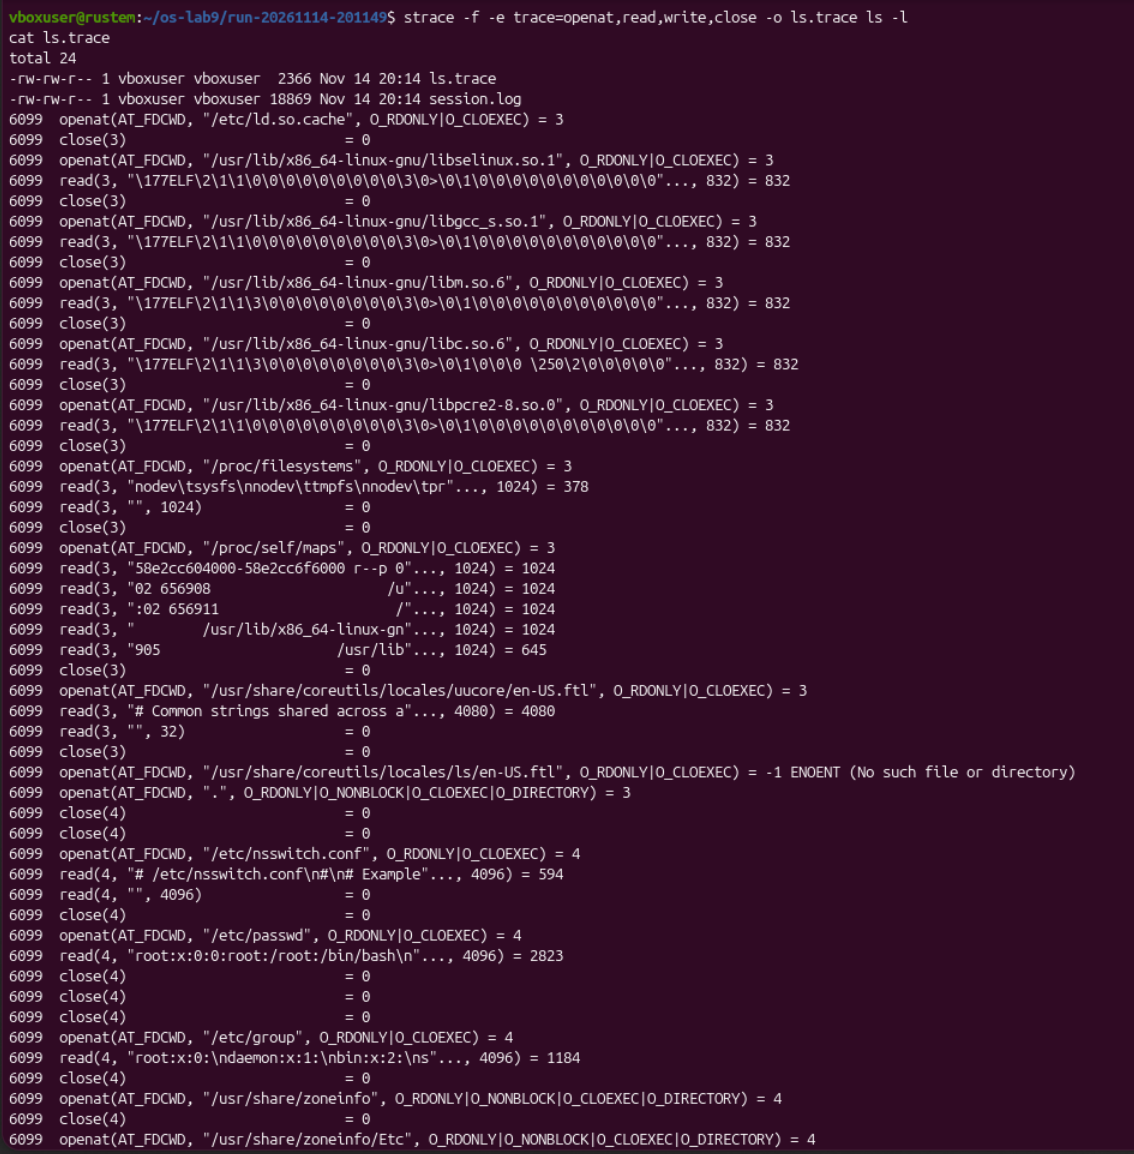 vboxuser@rustem:~/os-lab9/run-20261114-201149$ strace -f -e trace=openat,read,write,close -o ls.trace ls -l
cat ls.trace
total 24
-rw-rw-r-- 1 vboxuser vboxuser  2366 Nov 14 20:14 ls.trace
-rw-rw-r-- 1 vboxuser vboxuser 18869 Nov 14 20:14 session.log
6099  openat(AT_FDCWD, "/etc/ld.so.cache", O_RDONLY|O_CLOEXEC) = 3
6099  close(3)                          = 0
6099  openat(AT_FDCWD, "/usr/lib/x86_64-linux-gnu/libselinux.so.1", O_RDONLY|O_CLOEXEC) = 3
6099  read(3, "\177ELF\2\1\1\0\0\0\0\0\0\0\0\0\3\0>\0\1\0\0\0\0\0\0\0\0\0\0\0"..., 832) = 832
6099  close(3)                          = 0
6099  openat(AT_FDCWD, "/usr/lib/x86_64-linux-gnu/libgcc_s.so.1", O_RDONLY|O_CLOEXEC) = 3
6099  read(3, "\177ELF\2\1\1\0\0\0\0\0\0\0\0\0\3\0>\0\1\0\0\0\0\0\0\0\0\0\0\0"..., 832) = 832
6099  close(3)                          = 0
6099  openat(AT_FDCWD, "/usr/lib/x86_64-linux-gnu/libm.so.6", O_RDONLY|O_CLOEXEC) = 3
6099  read(3, "\177ELF\2\1\1\3\0\0\0\0\0\0\0\0\3\0>\0\1\0\0\0\0\0\0\0\0\0\0\0"..., 832) = 832
6099  close(3)                          = 0
6099  openat(AT_FDCWD, "/usr/lib/x86_64-linux-gnu/libc.so.6", O_RDONLY|O_CLOEXEC) = 3
6099  read(3, "\177ELF\2\1\1\3\0\0\0\0\0\0\0\0\3\0>\0\1\0\0\0 \250\2\0\0\0\0\0"..., 832) = 832
6099  close(3)                          = 0
6099  openat(AT_FDCWD, "/usr/lib/x86_64-linux-gnu/libpcre2-8.so.0", O_RDONLY|O_CLOEXEC) = 3
6099  read(3, "\177ELF\2\1\1\0\0\0\0\0\0\0\0\0\3\0>\0\1\0\0\0\0\0\0\0\0\0\0\0"..., 832) = 832
6099  close(3)                          = 0
6099  openat(AT_FDCWD, "/proc/filesystems", O_RDONLY|O_CLOEXEC) = 3
6099  read(3, "nodev\tsysfs\nnodev\ttmpfs\nnodev\tpr"..., 1024) = 378
6099  read(3, "", 1024)                 = 0
6099  close(3)                          = 0
6099  openat(AT_FDCWD, "/proc/self/maps", O_RDONLY|O_CLOEXEC) = 3
6099  read(3, "58e2cc604000-58e2cc6f6000 r--p 0"..., 1024) = 1024
6099  read(3, "02 656908                     /u"..., 1024) = 1024
6099  read(3, ":02 656911                     /"..., 1024) = 1024
6099  read(3, "        /usr/lib/x86_64-linux-gn"..., 1024) = 1024
6099  read(3, "905                     /usr/lib"..., 1024) = 645
6099  close(3)                          = 0
6099  openat(AT_FDCWD, "/usr/share/coreutils/locales/uucore/en-US.ftl", O_RDONLY|O_CLOEXEC) = 3
6099  read(3, "# Common strings shared across a"..., 4080) = 4080
6099  read(3, "", 32)                   = 0
6099  close(3)                          = 0
6099  openat(AT_FDCWD, "/usr/share/coreutils/locales/ls/en-US.ftl", O_RDONLY|O_CLOEXEC) = -1 ENOENT (No such file or directory)
6099  openat(AT_FDCWD, ".", O_RDONLY|O_NONBLOCK|O_CLOEXEC|O_DIRECTORY) = 3
6099  close(4)                          = 0
6099  close(4)                          = 0
6099  openat(AT_FDCWD, "/etc/nsswitch.conf", O_RDONLY|O_CLOEXEC) = 4
6099  read(4, "# /etc/nsswitch.conf\n#\n# Example"..., 4096) = 594
6099  read(4, "", 4096)                 = 0
6099  close(4)                          = 0
6099  openat(AT_FDCWD, "/etc/passwd", O_RDONLY|O_CLOEXEC) = 4
6099  read(4, "root:x:0:0:root:/root:/bin/bash\n"..., 4096) = 2823
6099  close(4)                          = 0
6099  close(4)                          = 0
6099  close(4)                          = 0
6099  openat(AT_FDCWD, "/etc/group", O_RDONLY|O_CLOEXEC) = 4
6099  read(4, "root:x:0:\ndaemon:x:1:\nbin:x:2:\ns"..., 4096) = 1184
6099  close(4)                          = 0
6099  openat(AT_FDCWD, "/usr/share/zoneinfo", O_RDONLY|O_NONBLOCK|O_CLOEXEC|O_DIRECTORY) = 4
6099  close(4)                          = 0
6099  openat(AT_FDCWD, "/usr/share/zoneinfo/Etc", O_RDONLY|O_NONBLOCK|O_CLOEXEC|O_DIRECTORY) = 4